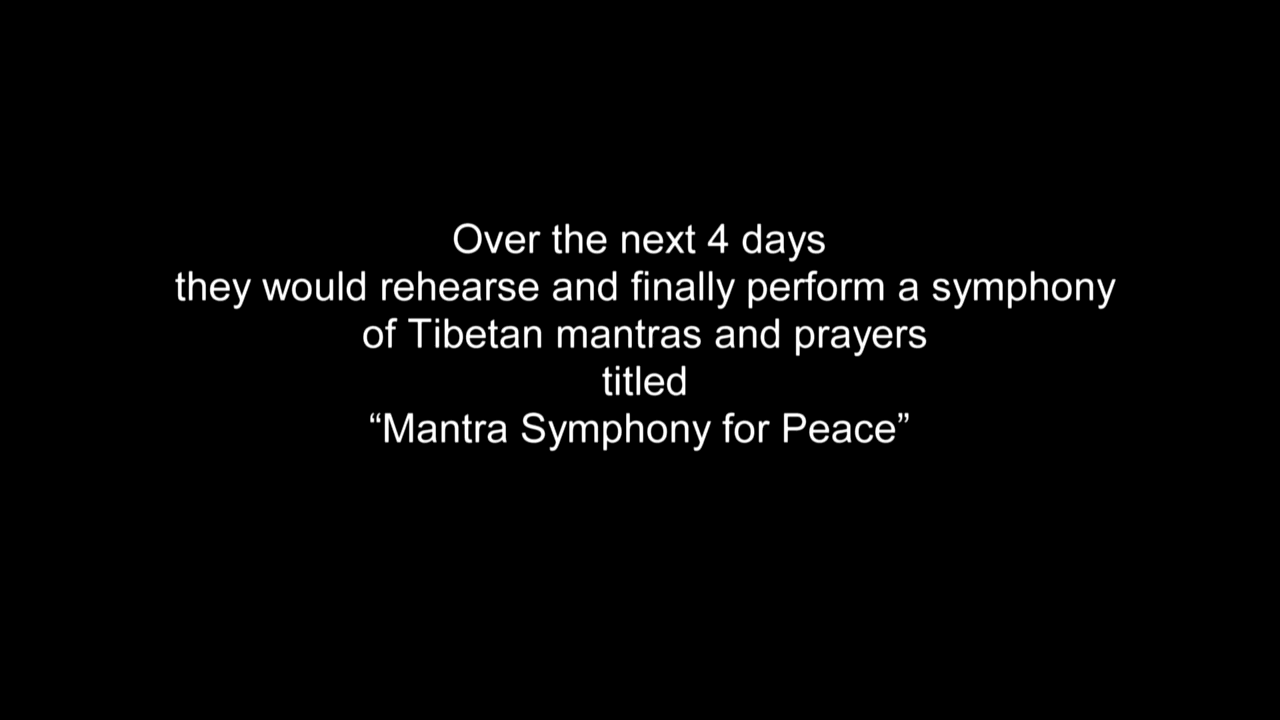 Over the next 4 days
they would rehearse and finally perform a symphony
of Tibetan mantras and prayers
titled
“Mantra Symphony for Peace”